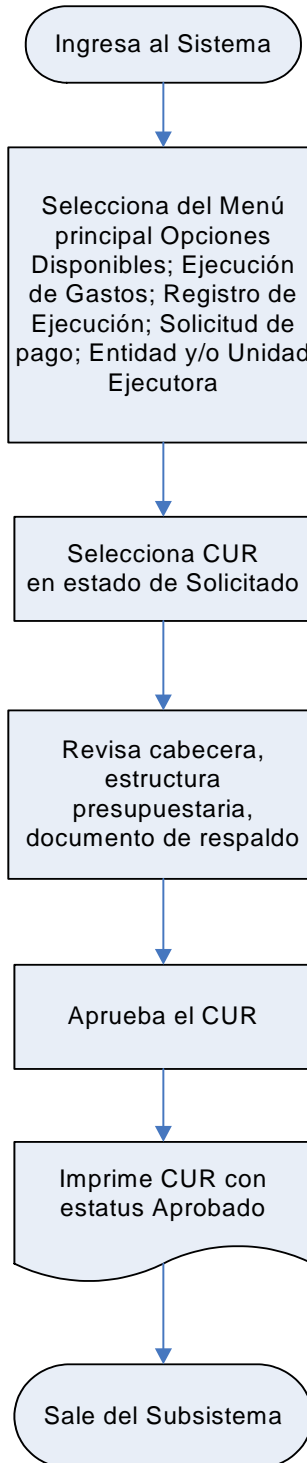 Ingresa al Sistema
Selecciona del Menú
principal Opciones
Disponibles; Ejecución
de Gastos; Registro de
Ejecución; Solicitud de
pago; Entidad y/o Unidad
Ejecutora
Selecciona CUR
en estado de Solicitado
Revisa cabecera,
estructura
presupuestaria,
documento de respaldo
Aprueba el CUR
Imprime CUR con
estatus Aprobado
Sale del Subsistema